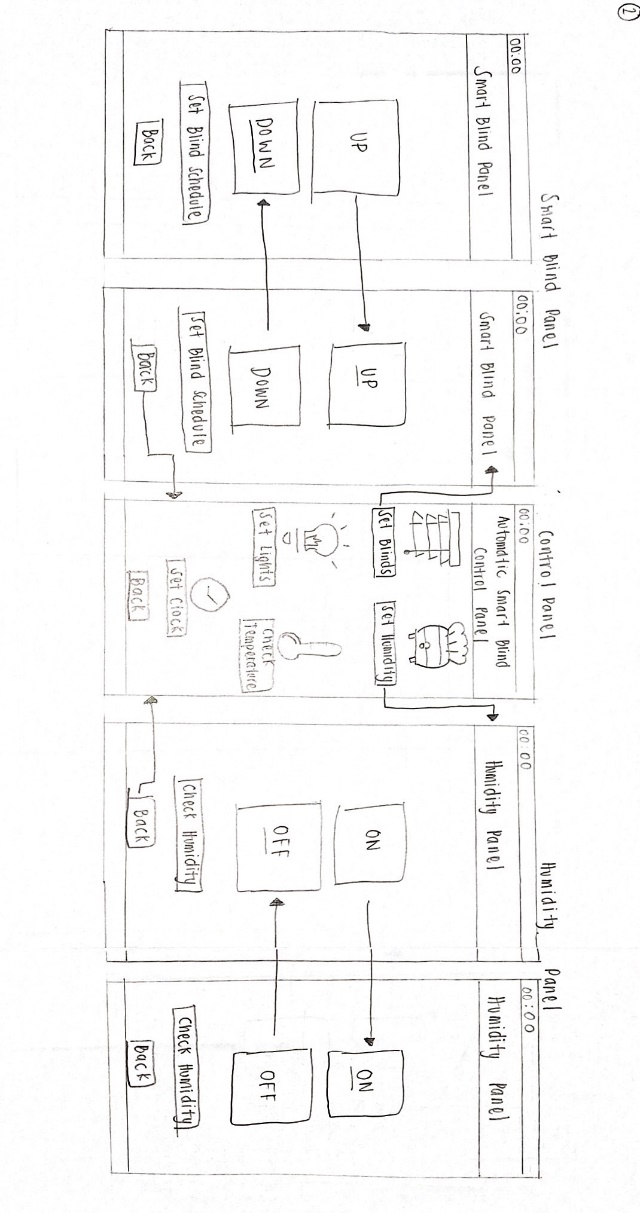 2
Smart Blind Panel
00:00
Smart Blind Panel
UP
DOWN
Set Blind Schedule
Back
00:00
Smart Blind Panel
UP
DOWN
Set Blind Schedule
Back
Control Panel
00:00
Automatic Smart Blind
Control Panel
Set Blinds
Set Humidity
Set Lights
Check
Temperature
Set Clock
Back
Humidity Panel
00:00
Humidity Panel
ON
OFF
Check Humidity
Back
00:00
Humidity Panel
ON
OFF
Check Humidity
Back